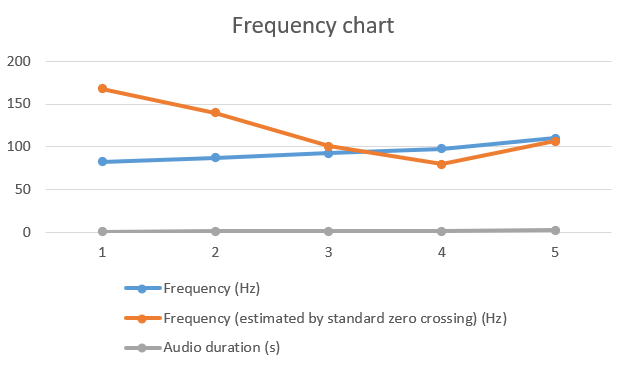 Frequency chart
200
150
100
50
0
1 2 3 4 5
Frequency (Hz)
Frequency (estimated by standard zero crossing) (Hz)
Audio duration (s)